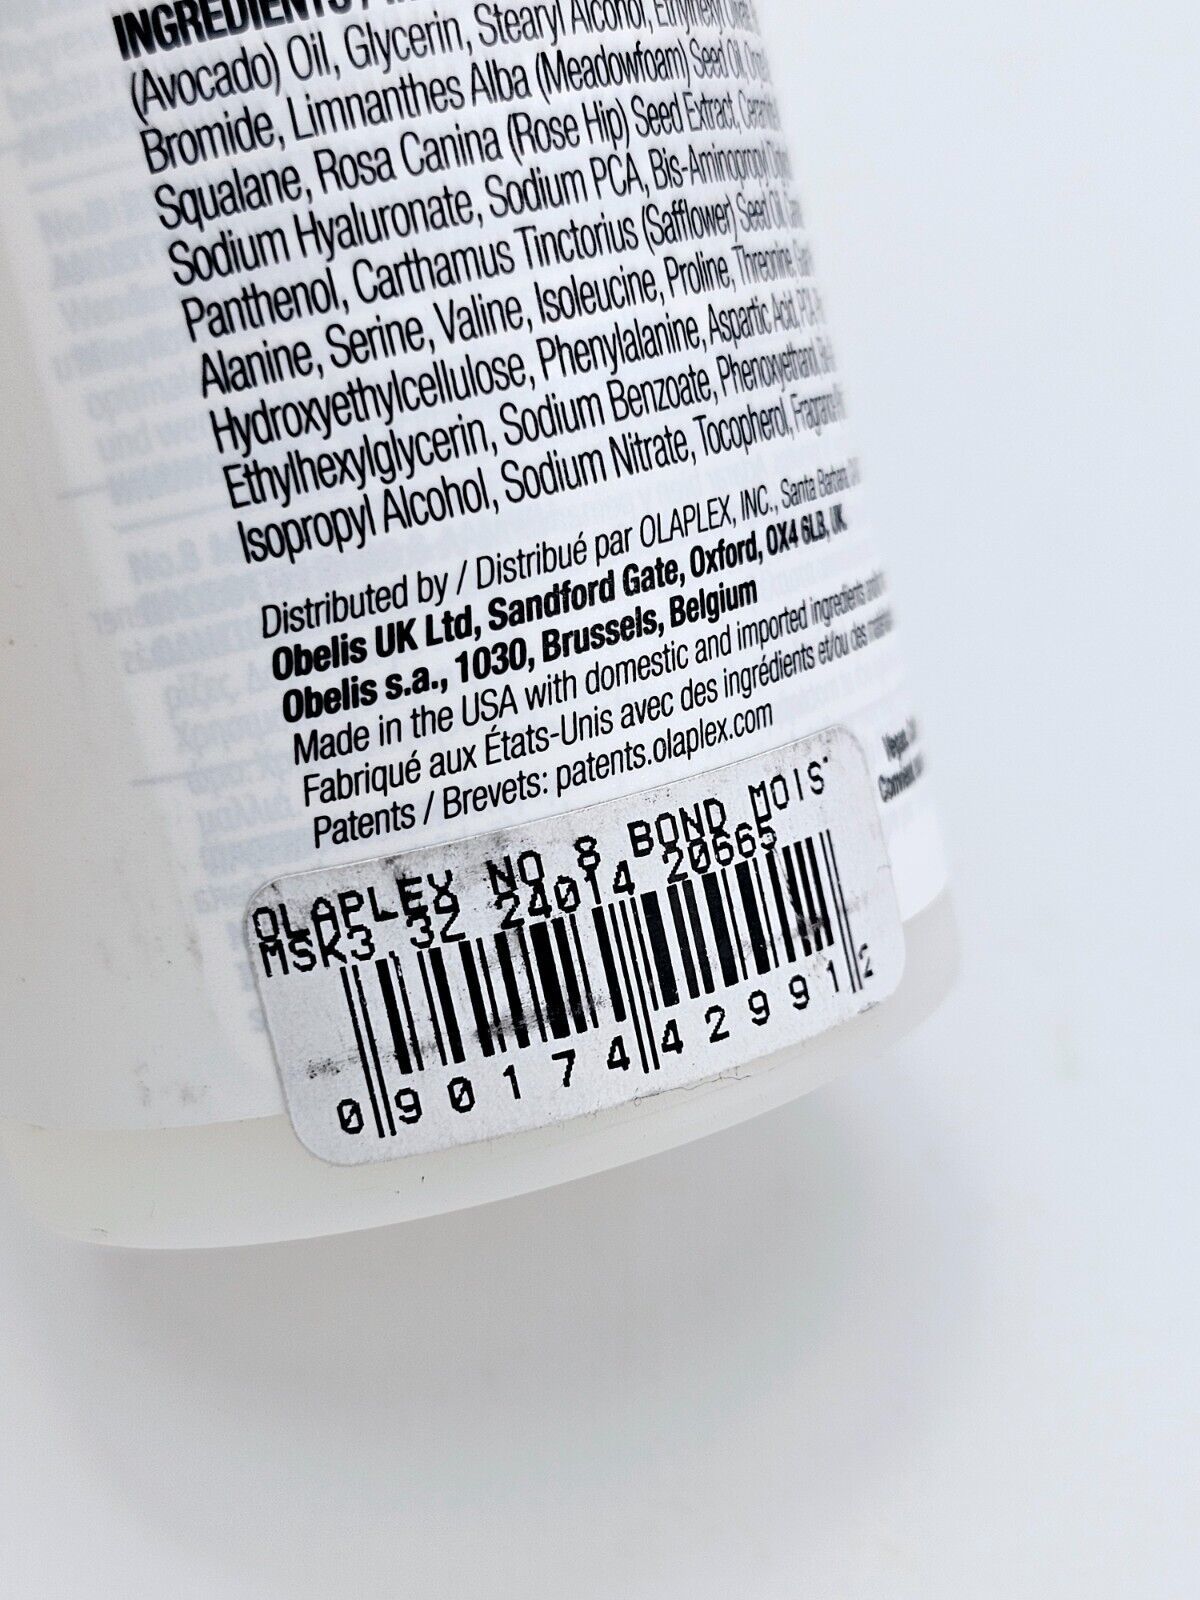 INGREDIENTS /
(Avocado) Oil, Glycerin, Stearyl Alcohol,
Bromide, Limnanthes Alba (Meadowfoam) Seed Oil,
Squalane, Rosa Canina (Rose Hip) Seed Extract,
Sodium Hyaluronate, Sodium PCA, Bis-Aminopropyl
Panthenol, Carthamus Tinctorius (Safflower) Seed Oil,
Alanine, Serine, Valine, Isoleucine, Proline, Threonine,
Hydroxyethylcellulose, Phenylalanine, Aspartic Acid, PCA,
Ethylhexylglycerin, Sodium Benzoate, Phenoxyethanol,
Isopropyl Alcohol, Sodium Nitrate, Tocopherol,
Distributed by / Distribué par OLAPLEX, INC., Santa Barbara,
Obelis UK Ltd, Sandford Gate, Oxford, OX4 6LB, UK
Obelis s.a., 1030, Brussels, Belgium
Made in the USA with domestic and imported ingredients
Fabriqué aux États-Unis avec des ingrédients et/ou des
Patents / Brevets: patents.olaplex.com
OLAPLEX NO 8 BOND MOIS
MSK3.32 24014 20665
0 90174 42991 2